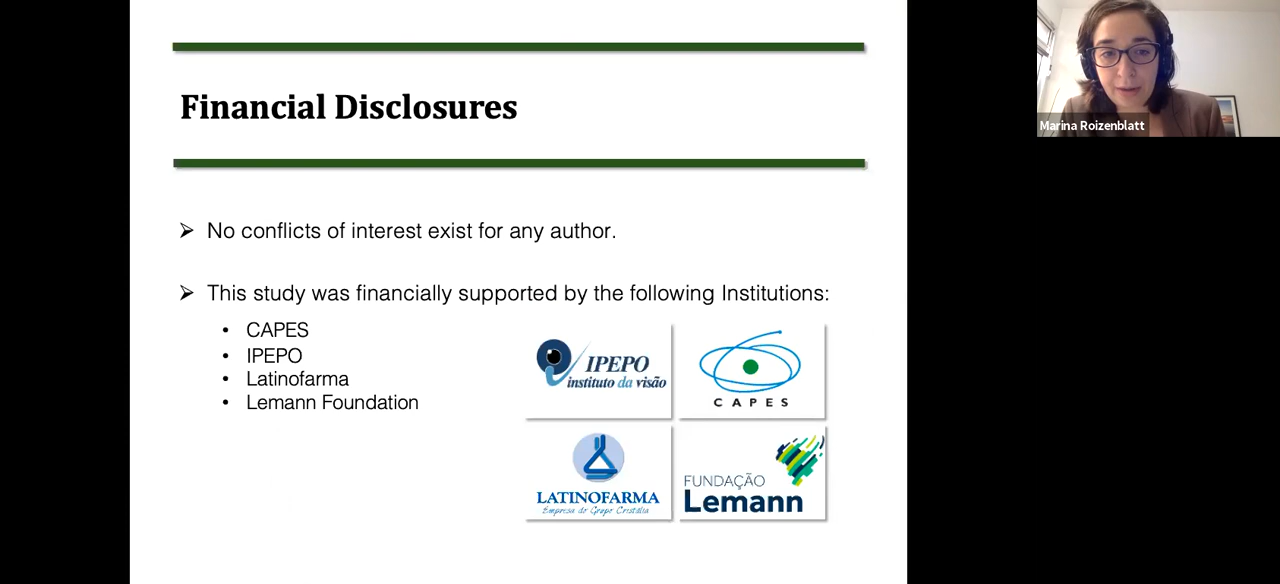 Financial Disclosures
Marina Roizenblatt
➢ No conflicts of interest exist for any author.
➢ This study was financially supported by the following Institutions:
• CAPES
• IPEPO
• Latinofarma
• Lemann Foundation
IPEPO
instituto da visão
CAPES
LATINOFARMA
Empresa do Grupo Cristália
FUNDAÇÃO
Lemann